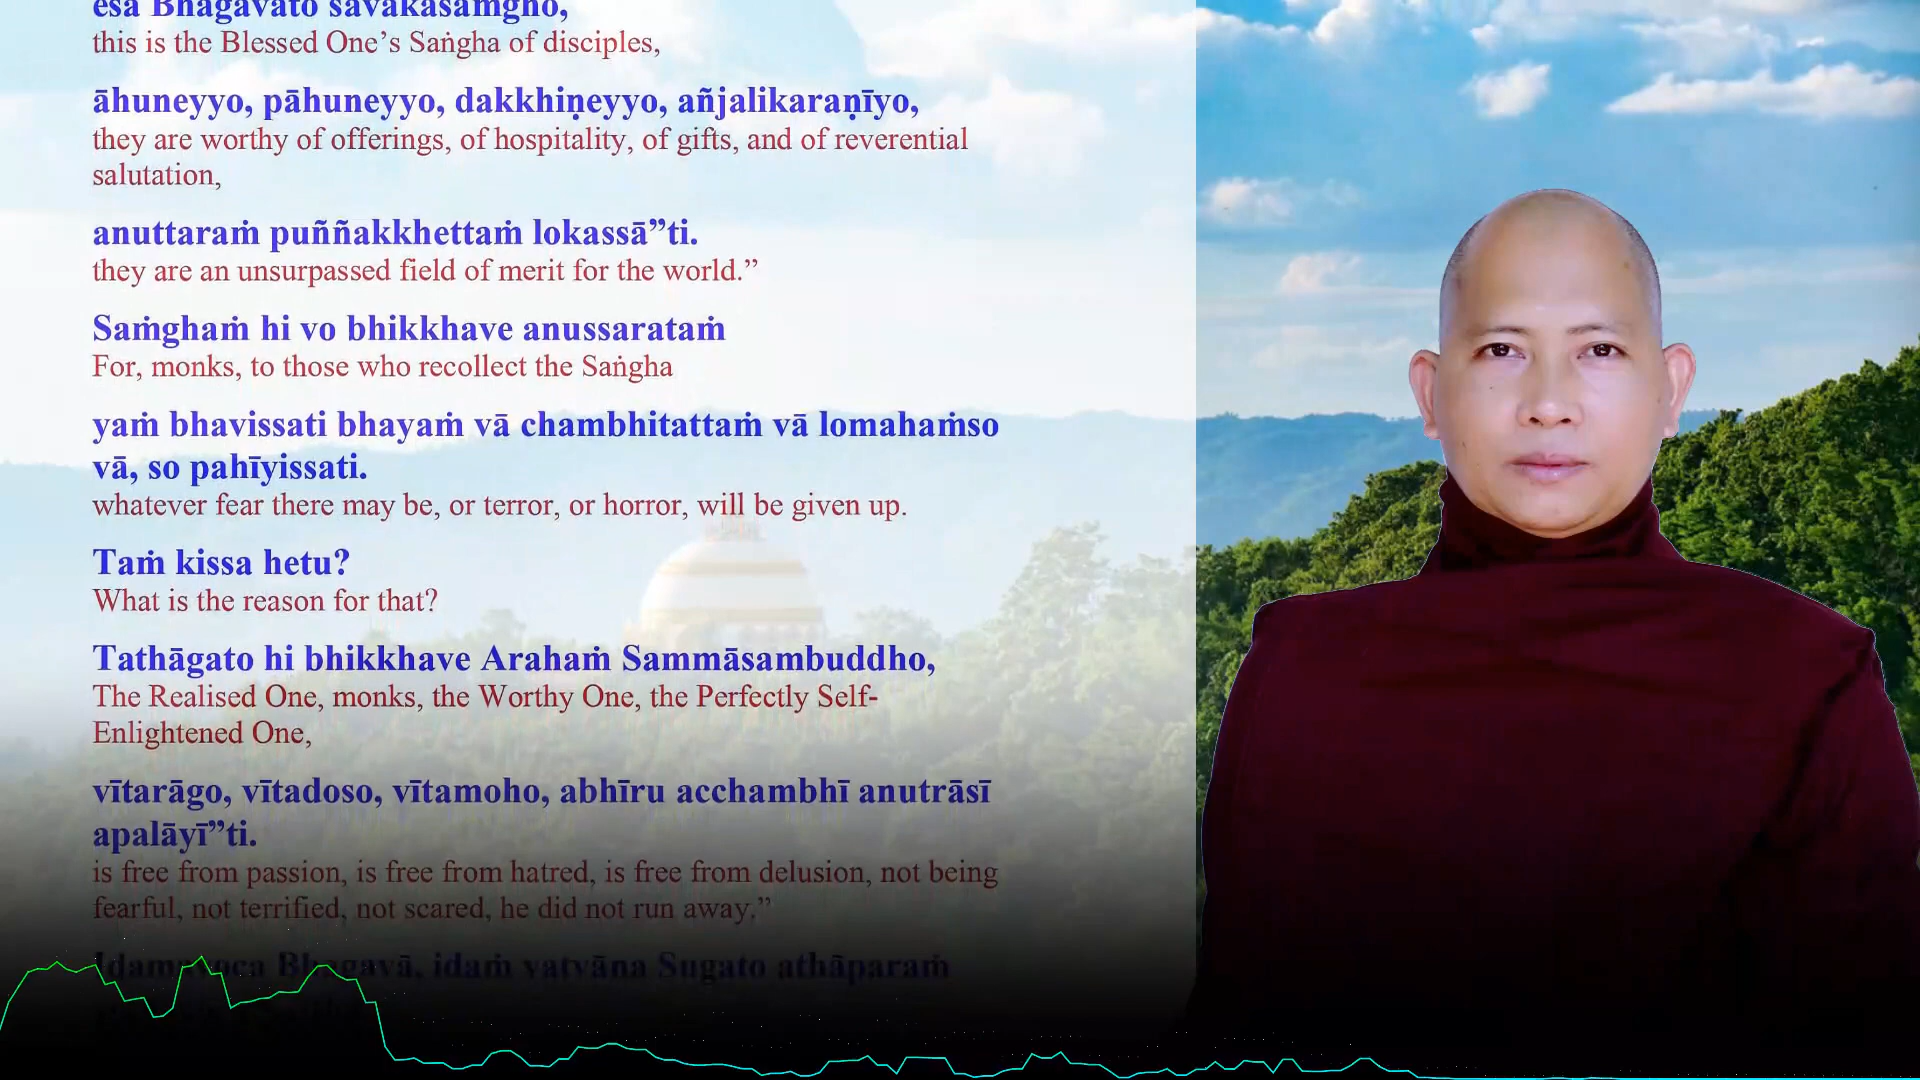 esa Bhagavato sāvakasaṁgho,
this is the Blessed One’s Saṅgha of disciples,
āhuneyyo, pāhuneyyo, dakkhiṇeyyo, añjalikaraṇīyo,
they are worthy of offerings, of hospitality, of gifts, and of reverential
salutation,
anuttaraṁ puññakkhettaṁ lokassā”ti.
they are an unsurpassed field of merit for the world.”
Saṁghaṁ hi vo bhikkhave anussarataṁ
For, monks, to those who recollect the Saṅgha
yaṁ bhavissati bhayaṁ vā chambhitattaṁ vā lomahaṁso
vā, so pahīyissati.
whatever fear there may be, or terror, or horror, will be given up.
Taṁ kissa hetu?
What is the reason for that?
Tathāgato hi bhikkhave Arahaṁ Sammāsambuddho,
The Realised One, monks, the Worthy One, the Perfectly Self-
Enlightened One,
vītarāgo, vītadoso, vītamoho, abhīru acchambhī anutrāsī
apalāyī”ti.
is free from passion, is free from hatred, is free from delusion, not being
fearful, not terrified, not scared, he did not run away.”
Idamavoca Bhagavā, idaṁ vatvāna Sugato athāparaṁ